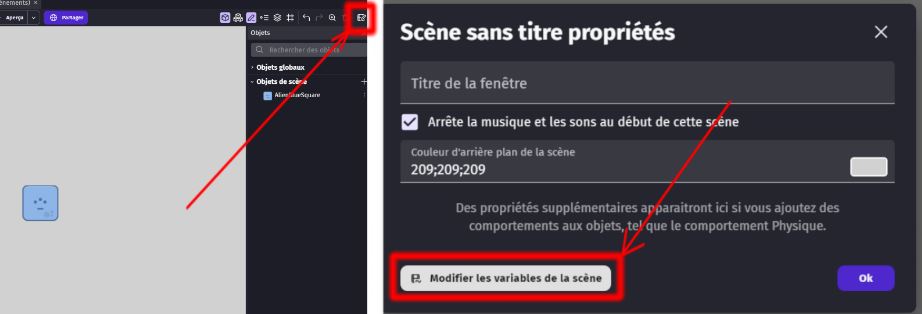 énements) ×
Aperçu
Partager
Objets
Rechercher des objets
Objets globaux
Objets de scène
AlienBlueSquare
Scène sans titre propriétés
Titre de la fenêtre
Arrête la musique et les sons au début de cette scène
Couleur d'arrière plan de la scène
209;209;209
Des propriétés supplémentaires apparaitront ici si vous ajoutez des
comportements aux objets, tel que le comportement Physique.
Modifier les variables de la scène
Ok